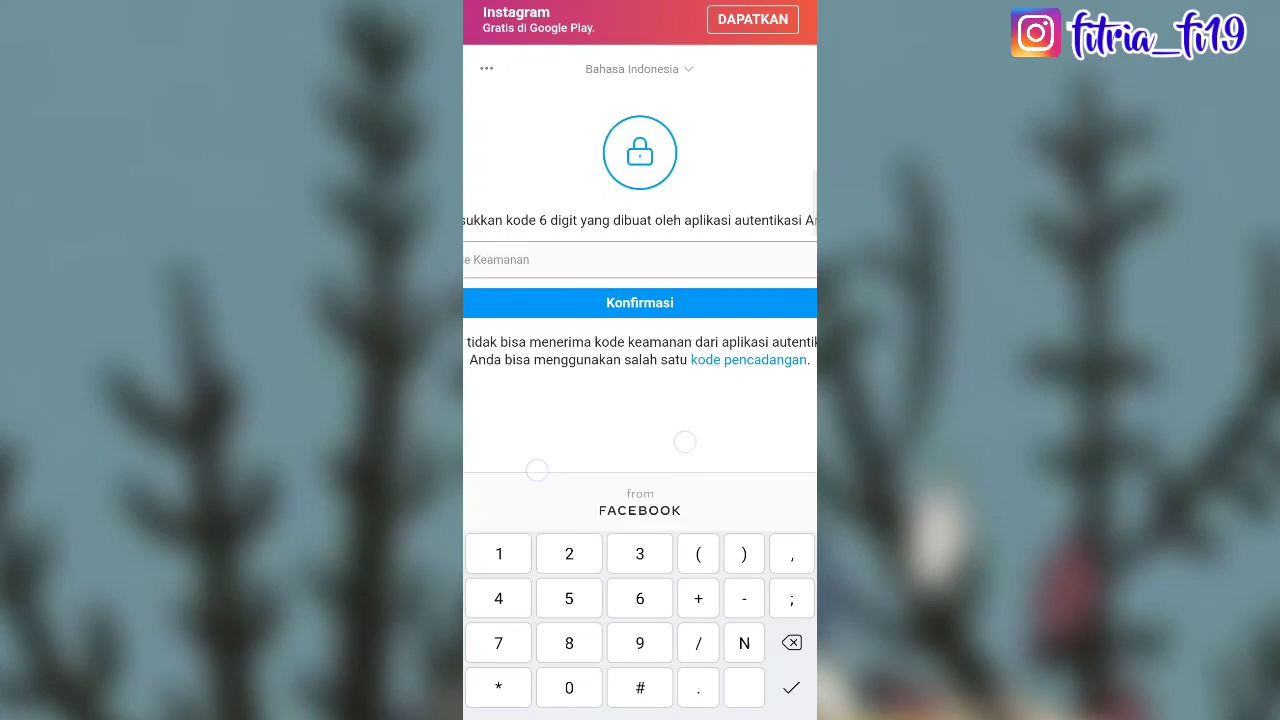 Instagram
Gratis di Google Play.
DAPATKAN
fitria_fi19
Bahasa Indonesia
sukkan kode 6 digit yang dibuat oleh aplikasi autentikasi A
e Keamanan
Konfirmasi
tidak bisa menerima kode keamanan dari aplikasi autentik
Anda bisa menggunakan salah satu kode pencadangan.
from
FACEBOOK
1 2 3 ( ) ,
4 5 6 + - ;
7 8 9 / N
* 0 # .